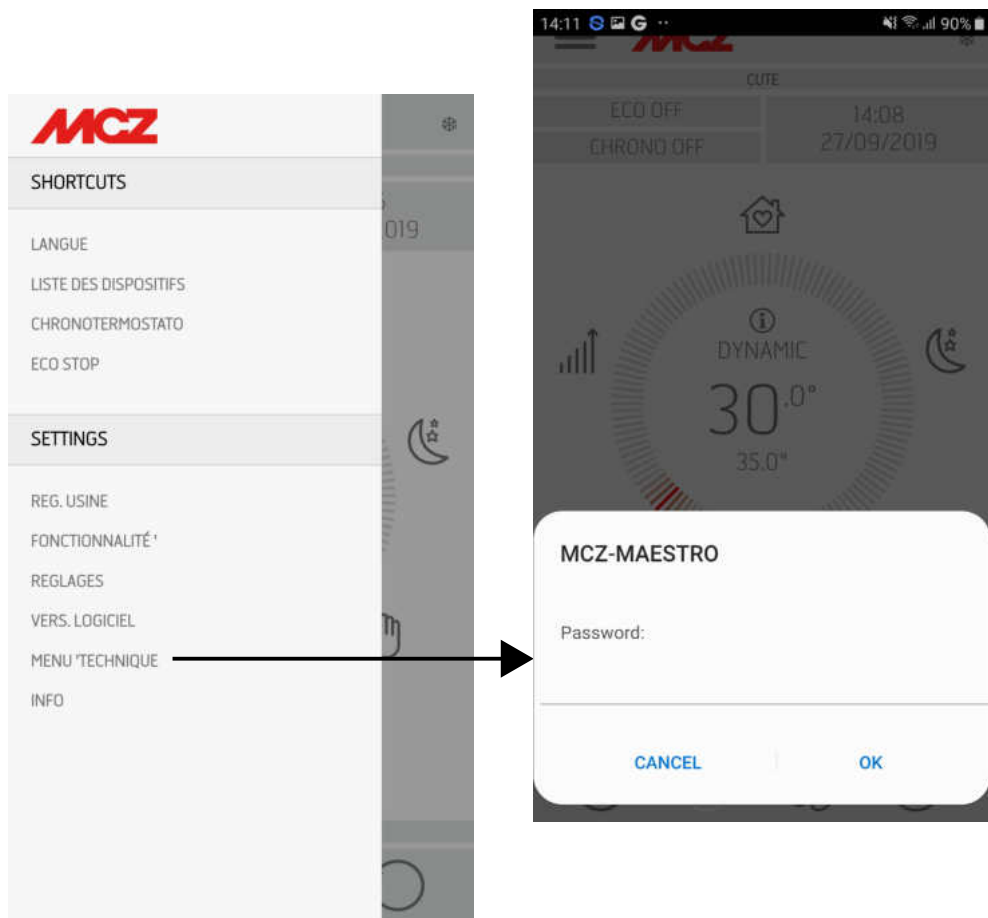 MCZ
SHORTCUTS
LANGUE
LISTE DES DISPOSITIFS
CHRONOTERMOSTATO
ECO STOP
SETTINGS
REG. USINE
FONCTIONNALITÉ '
REGLAGES
VERS. LOGICIEL
MENU 'TECHNIQUE
INFO
019
14:11 90%
MCZ
CUTE
ECO OFF
14:08
CHRONO OFF
27/09/2019
DYNAMIC
30.0°
35.0°
MCZ-MAESTRO
Password:
CANCEL OK